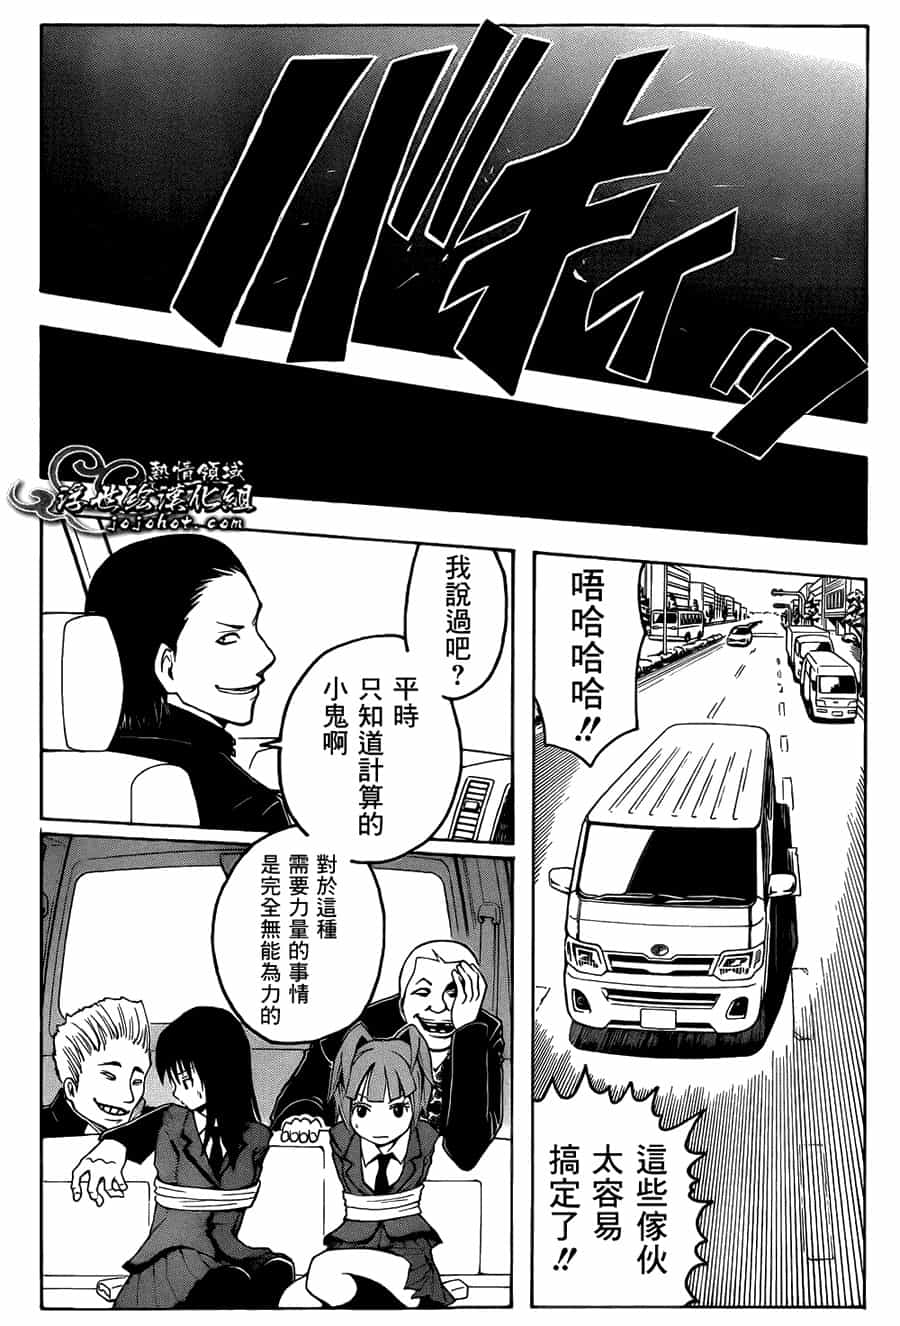 バキィッ
熱情領域
浮世绘漢化組
jojohot.com
唔哈哈哈!!
這些傢伙
太容易
搞定了!!
我說過吧?
平時
只知道計算的
小鬼啊
對於這種
需要力量的事情
是完全無能為力的